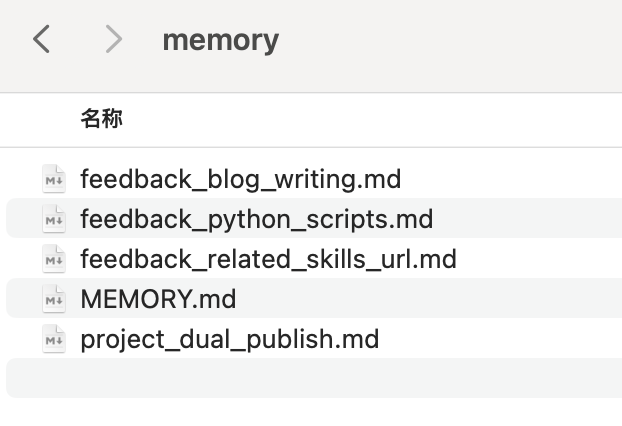 memory
名称
feedback_blog_writing.md
feedback_python_scripts.md
feedback_related_skills_url.md
MEMORY.md
project_dual_publish.md